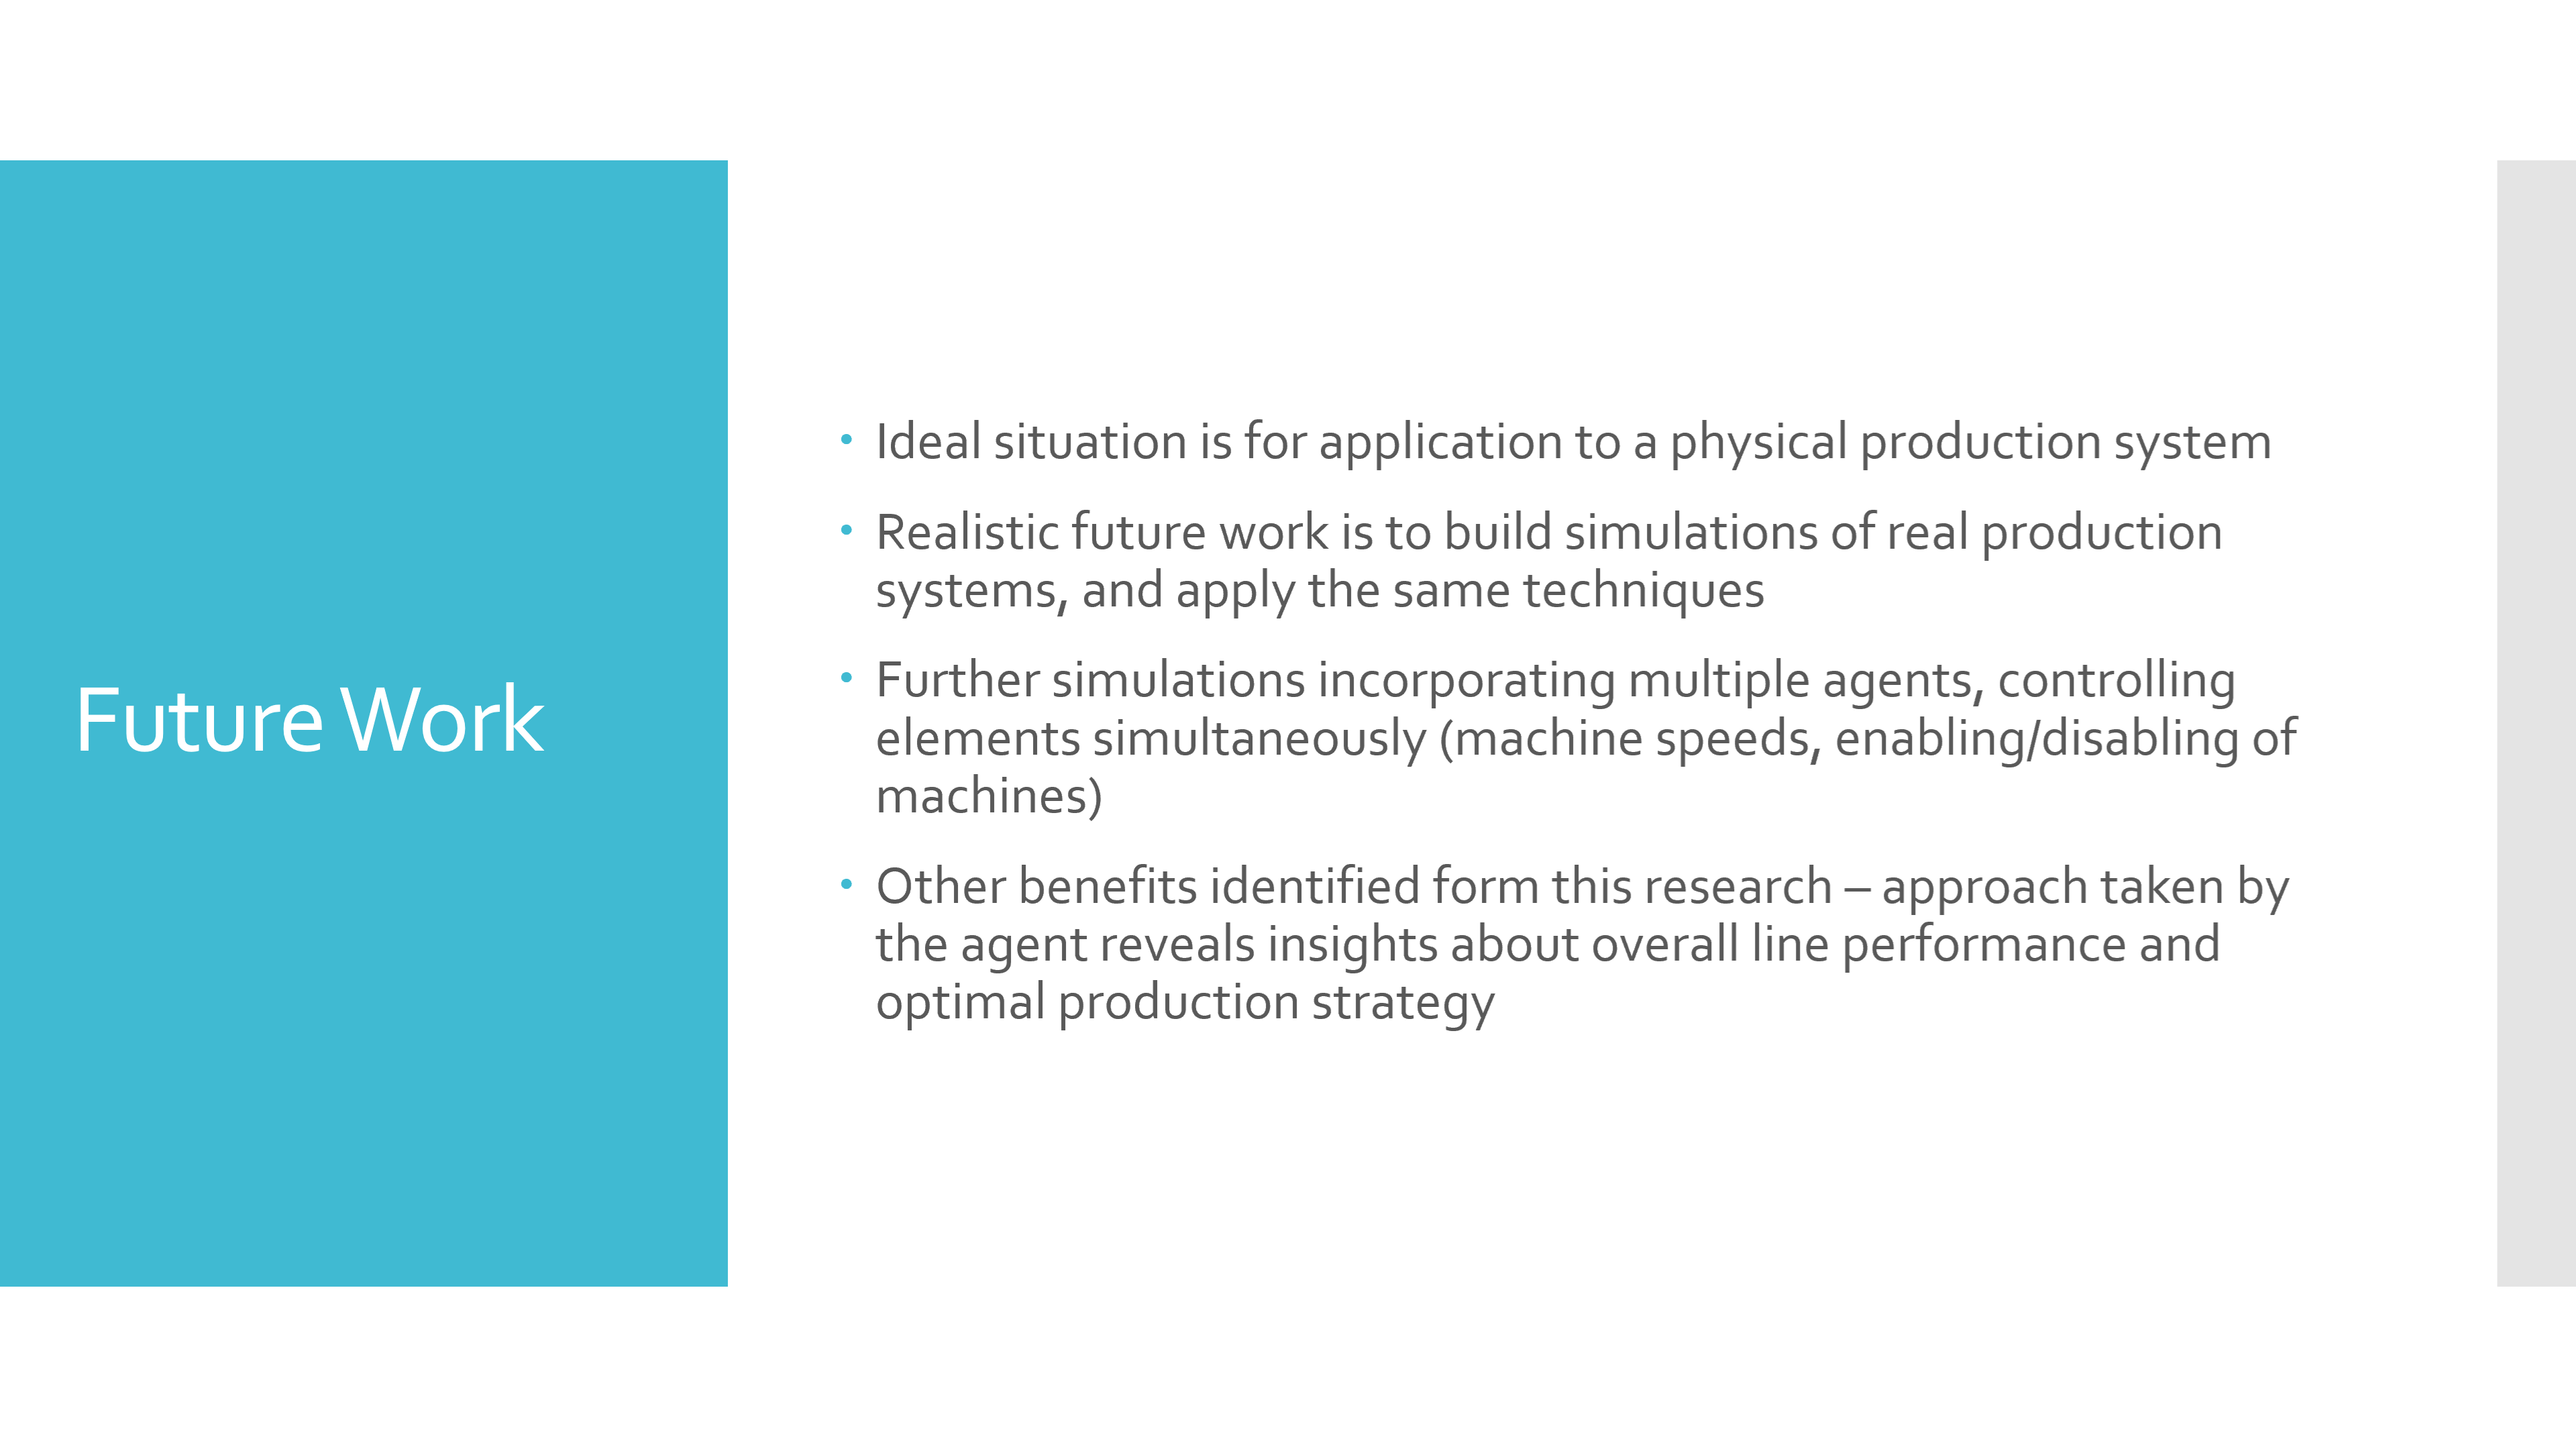 Future Work
• Ideal situation is for application to a physical production system
• Realistic future work is to build simulations of real production
systems, and apply the same techniques
• Further simulations incorporating multiple agents, controlling
elements simultaneously (machine speeds, enabling/disabling of
machines)
• Other benefits identified form this research – approach taken by
the agent reveals insights about overall line performance and
optimal production strategy